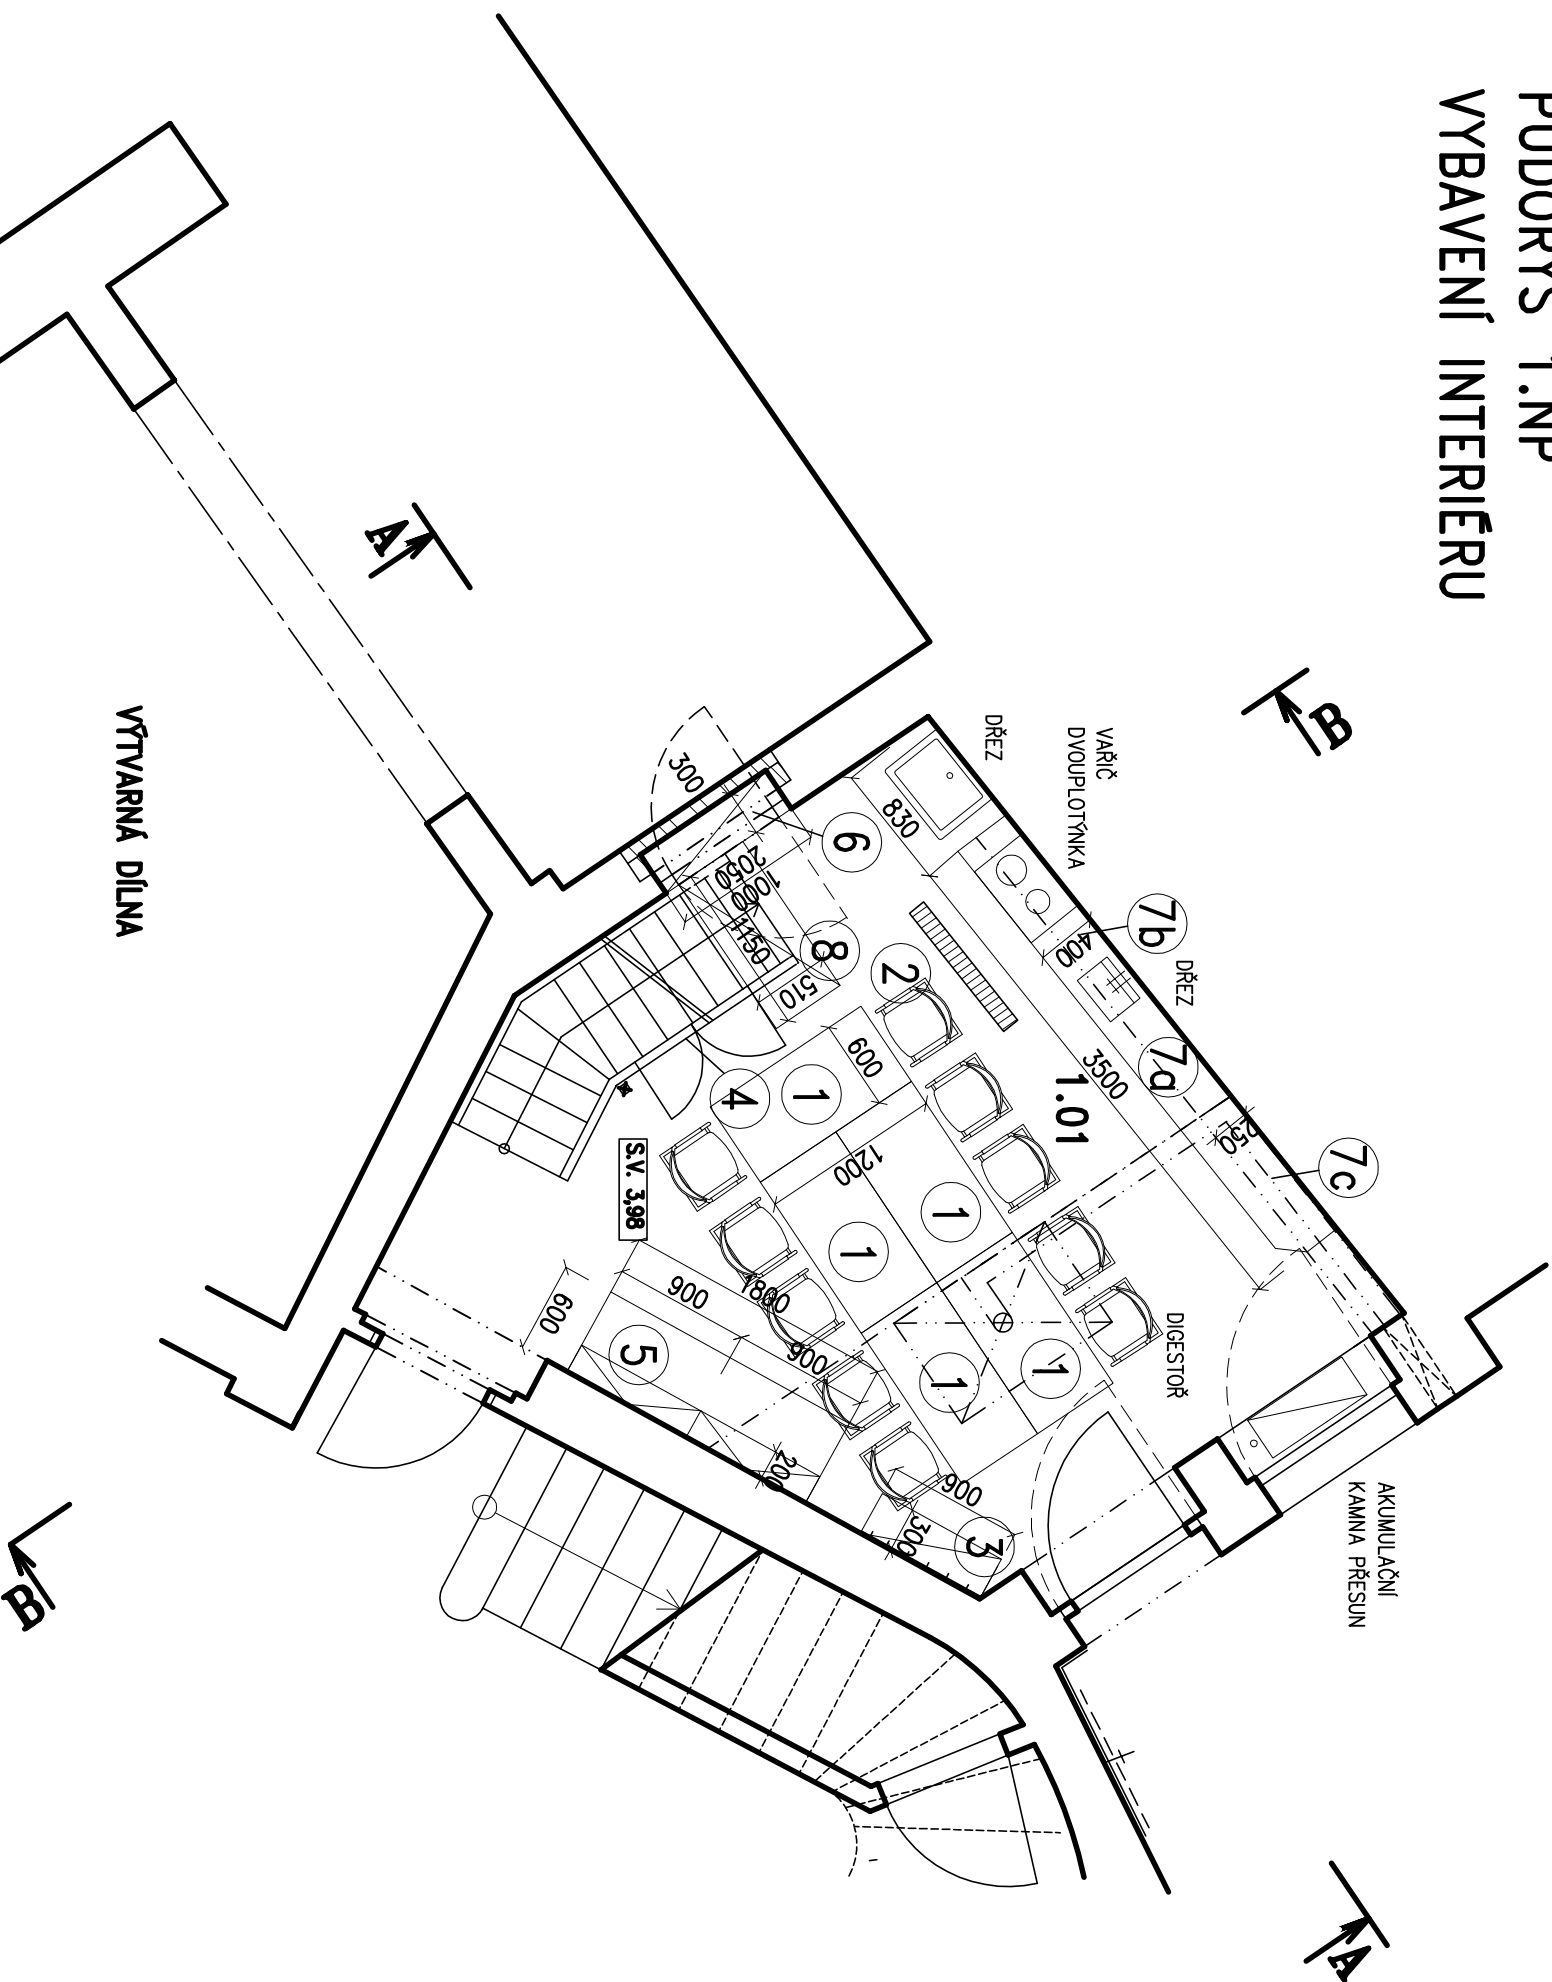 PŮDORYS 1.NP
VYBAVENÍ INTERIÉRU
B
DŘEZ
VAŘIČ
DVOUPLOTÝNKA
7b
DŘEZ
7a
7c
A
300
830
6
2050
1000
1150
8
510
2
400
3500
250
1.01
600
4
1
1200
1
1
1
1
S.V. 3,98
900
1800
900
600
5
200
900
300
3
DIGESTOŘ
AKUMULAČNÍ
KAMNA PŘESUN
VÝTVARNÁ DÍLNA
B
A